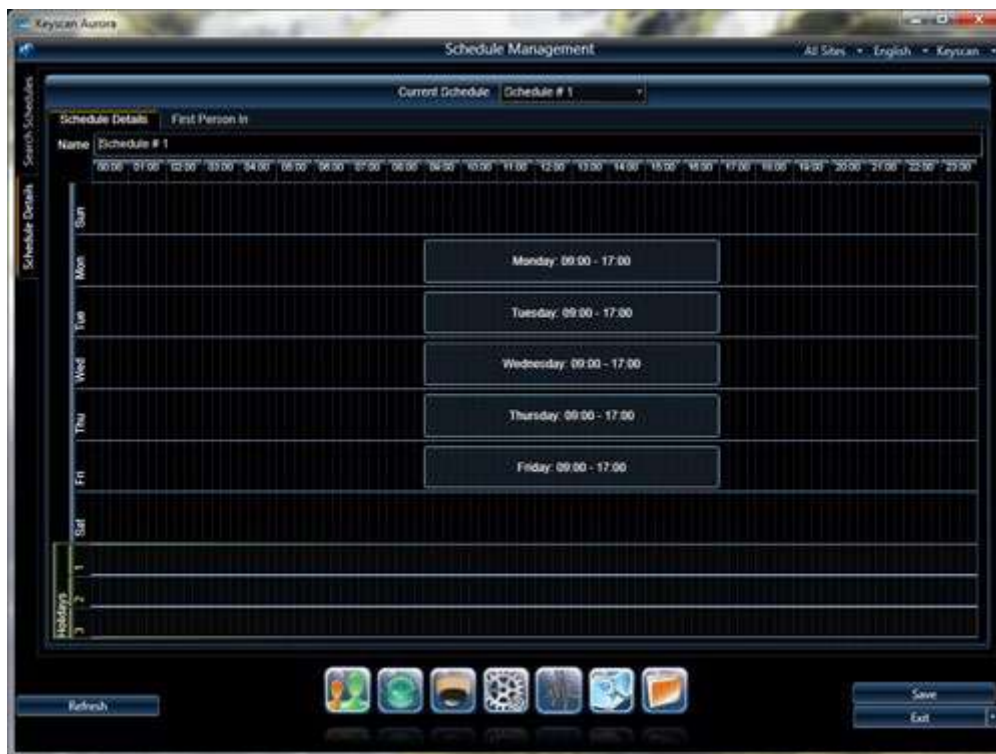 Keyscan Aurora
Schedule Management
All Sites English Keyscan
Search Schedules
Schedule Details
Current Schedule Schedule # 1
Schedule Details First Person In
Name Schedule # 1
00:00 01:00 02:00 03:00 04:00 05:00 06:00 07:00 08:00 09:00 10:00 11:00 12:00 13:00 14:00 15:00 16:00 17:00 18:00 19:00 20:00 21:00 22:00 23:00
Sun
Mon Monday: 09:00 - 17:00
Tue Tuesday: 09:00 - 17:00
Wed Wednesday: 09:00 - 17:00
Thu Thursday: 09:00 - 17:00
Fri Friday: 09:00 - 17:00
Sat
Holidays
1
2
3
Refresh
Save
Exit